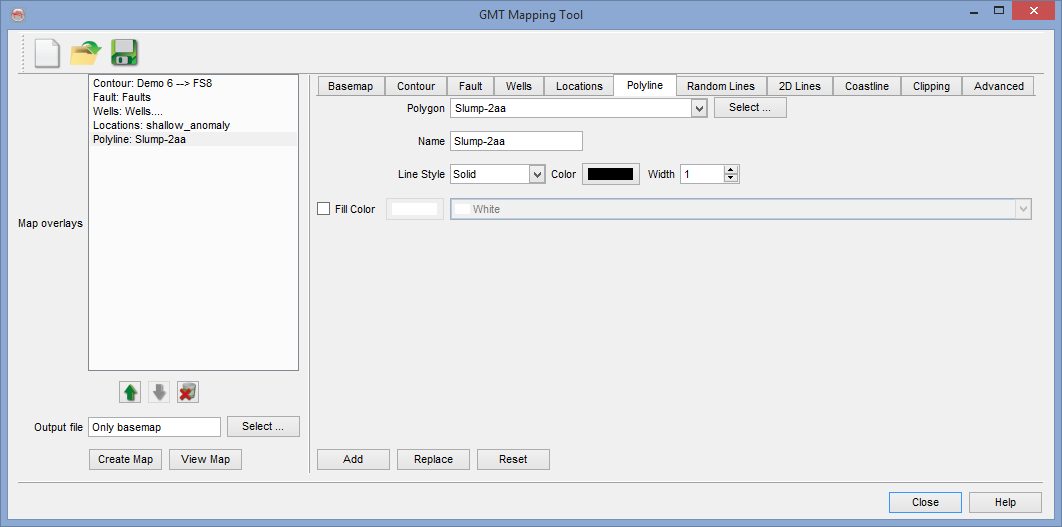 GMT Mapping Tool
Contour: Demo 6 --> FS8
Fault: Faults
Wells: Wells....
Locations: shallow_anomaly
Polyline: Slump-2aa
Map overlays
Output file Only basemap Select ...
Create Map View Map
Basemap Contour Fault Wells Locations Polyline Random Lines 2D Lines Coastline Clipping Advanced
Polygon Slump-2aa Select ...
Name Slump-2aa
Line Style Solid Color Width 1
Fill Color White
Add Replace Reset
Close Help